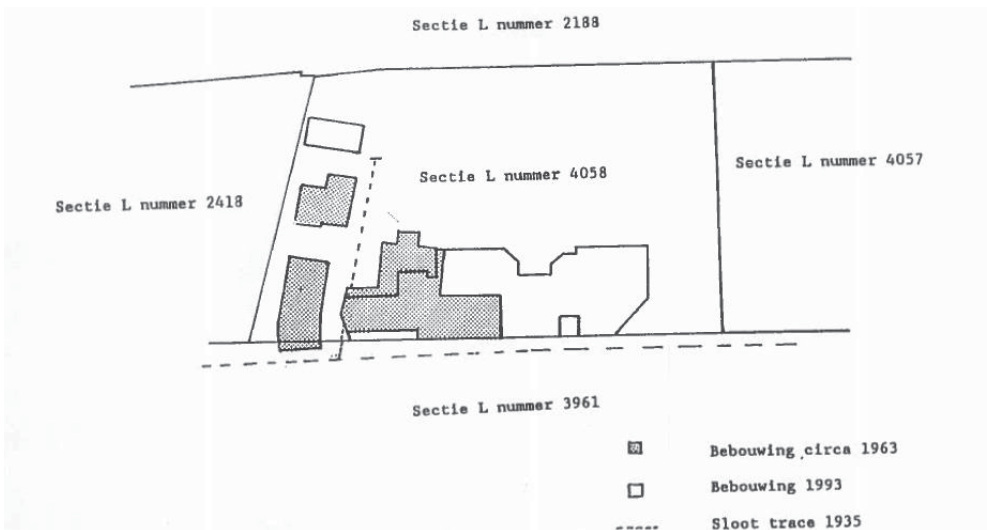 Sectie L nummer 2188
Sectie L nummer 4057
Sectie L nummer 4058
Sectie L nummer 2418
Sectie L nummer 3961
Bebouwing circa 1963
Bebouwing 1993
Sloot trace 1935